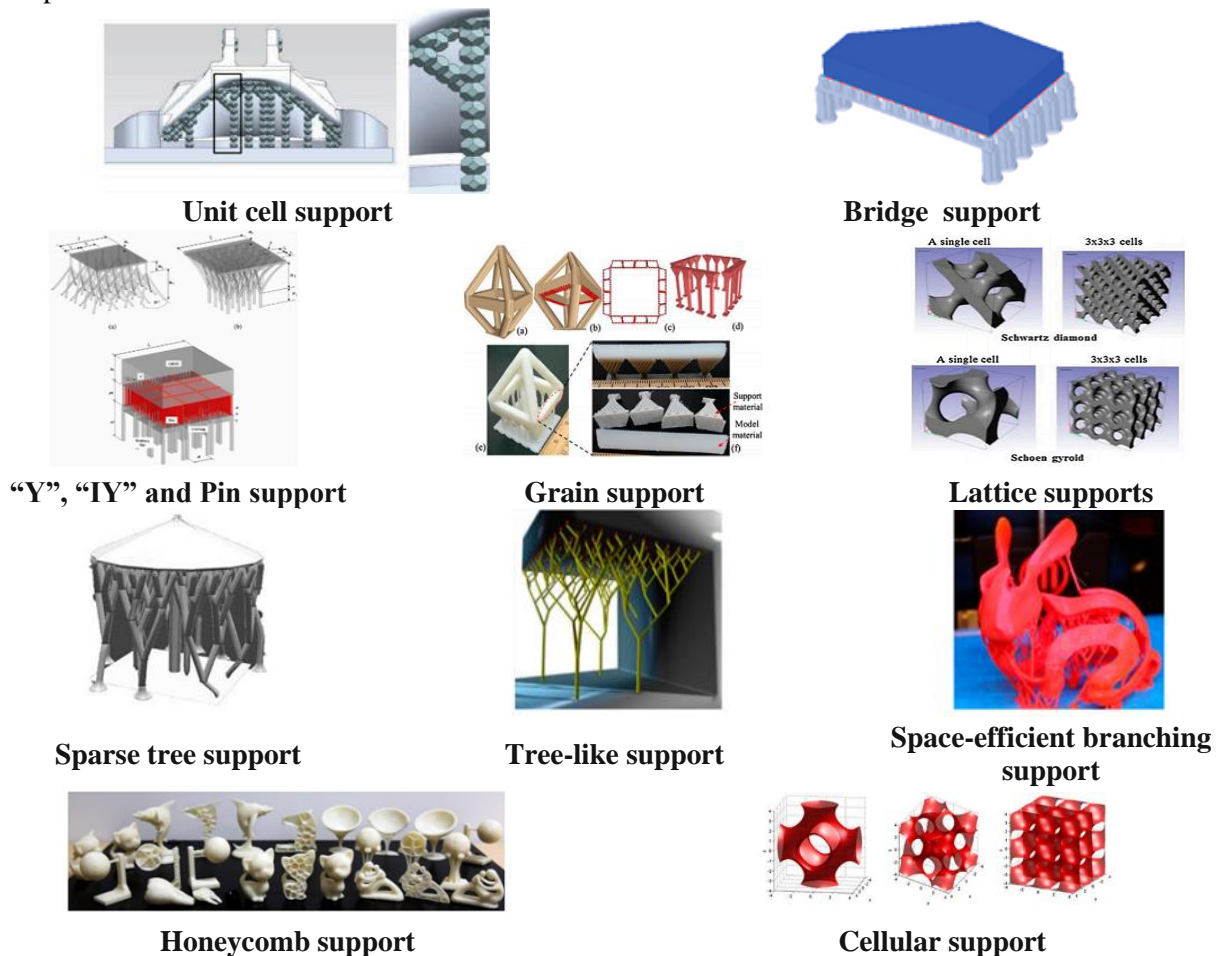 Unit cell support
Bridge support
(a)
(b)
"Y", "IY" and Pin support
(a)
(b)
(c)
(d)
(e)
Support
material
Model
material
(f)
Grain support
A single cell
3x3x3 cells
Schwartz diamond
A single cell
3x3x3 cells
Schoen gyroid
Lattice supports
Sparse tree support
Tree-like support
Space-efficient branching
support
Honeycomb support
Cellular support